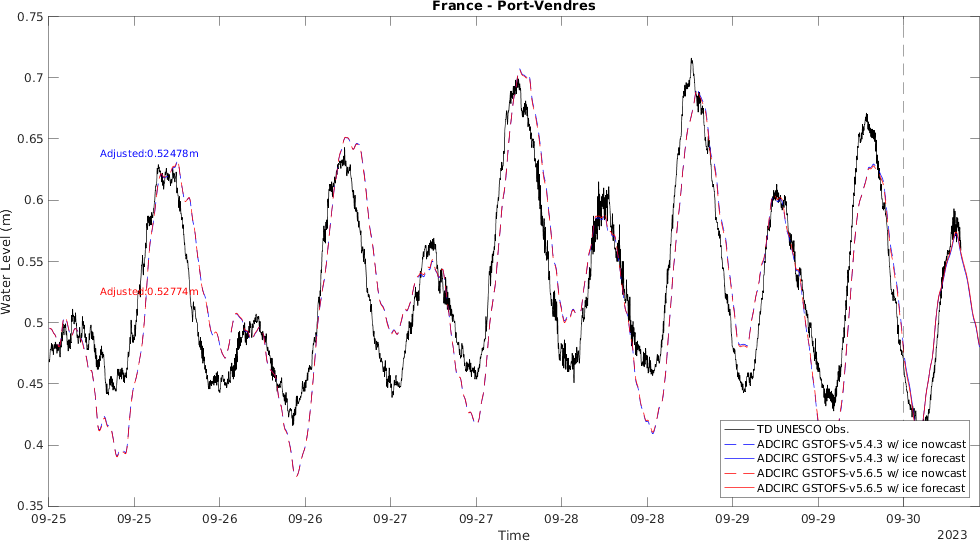 France - Port-Vendres
0.75
0.7
0.65
0.6
0.55
0.5
0.45
0.4
0.35
Water Level (m)
Adjusted:0.52478m
Adjusted:0.52774m
TD UNESCO Obs.
ADCIRC GSTOFS-v5.4.3 w/ ice nowcast
ADCIRC GSTOFS-v5.4.3 w/ ice forecast
ADCIRC GSTOFS-v5.6.5 w/ ice nowcast
ADCIRC GSTOFS-v5.6.5 w/ ice forecast
09-25 09-25 09-26 09-26 09-27 09-27 09-28 09-28 09-29 09-29 09-30
Time
2023